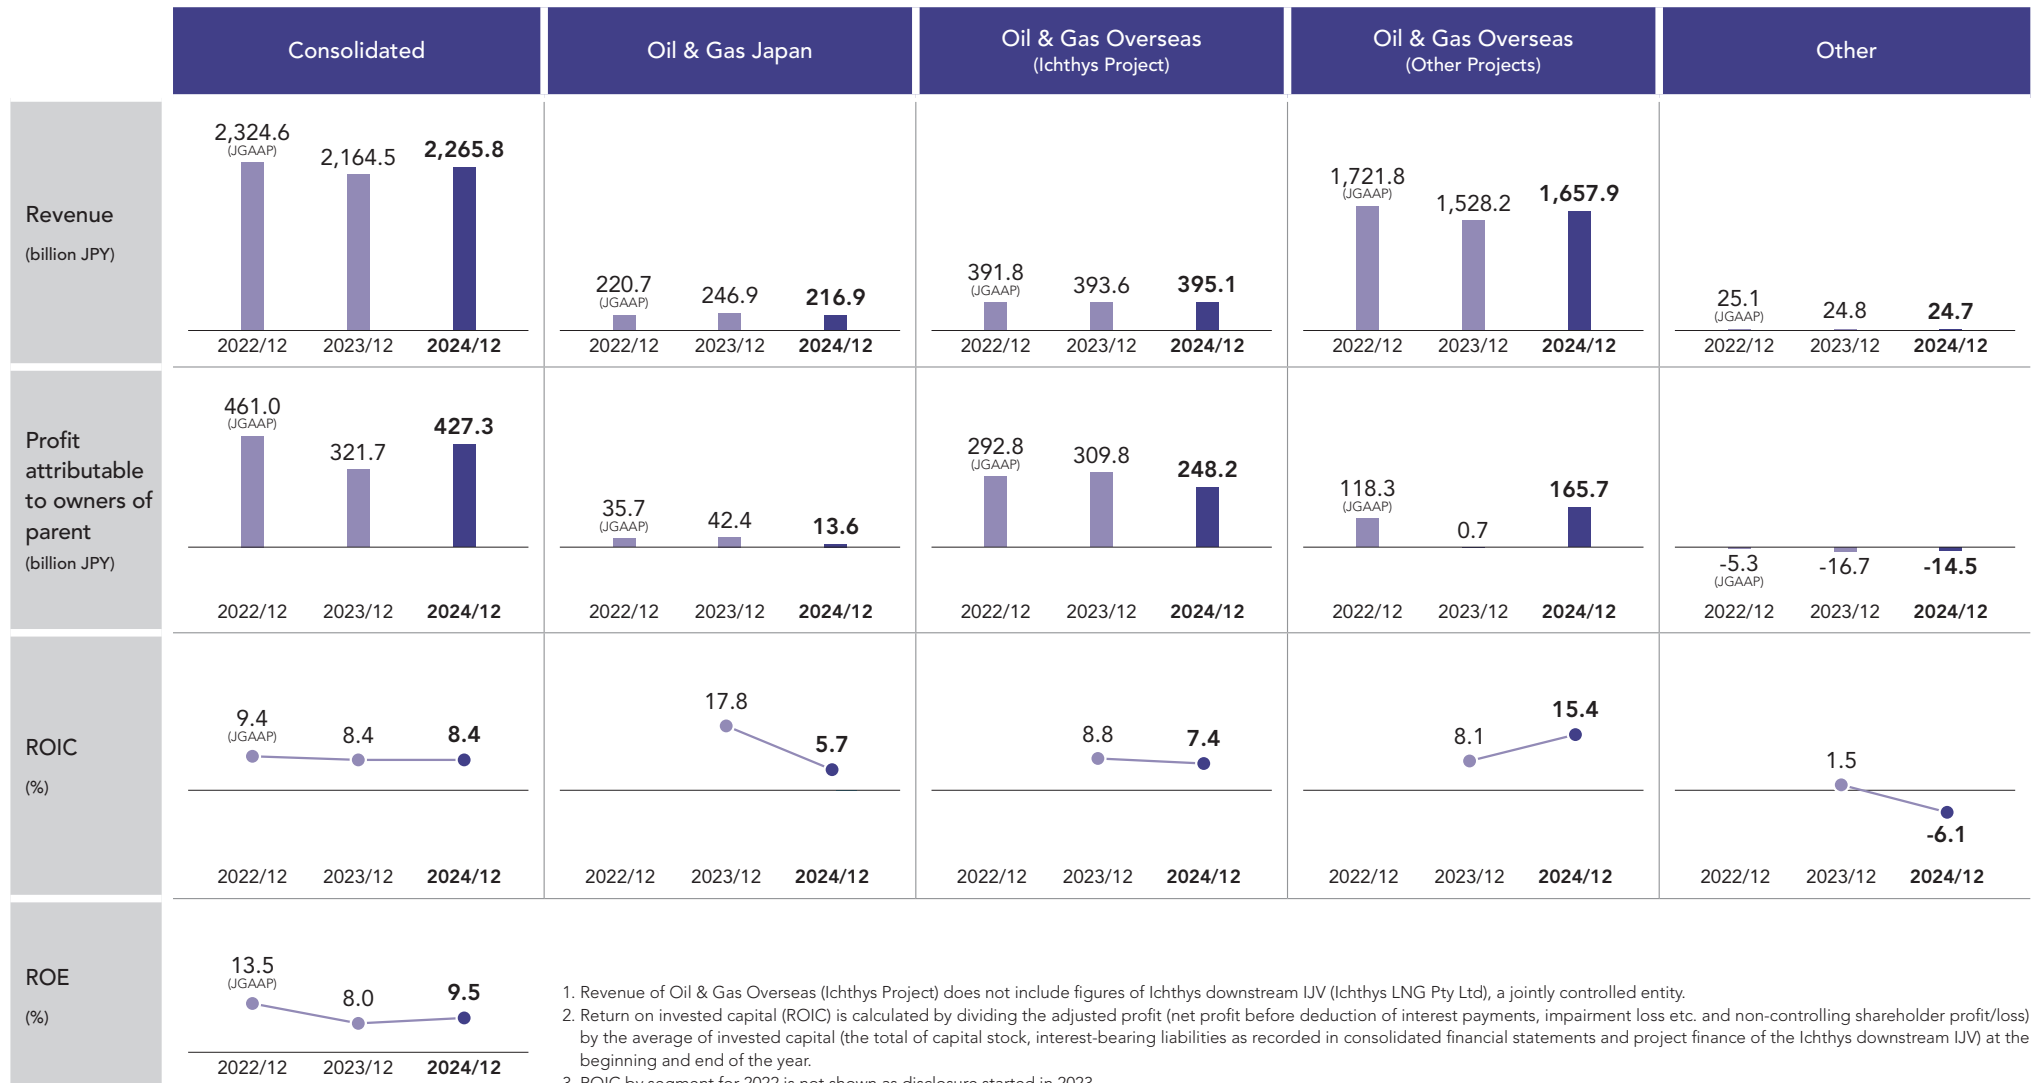 Consolidated
Oil & Gas Japan
Oil & Gas Overseas
(Ichthys Project)
Oil & Gas Overseas
(Other Projects)
Other
Revenue
(billion JPY)
2,324.6
(JGAAP)
2,164.5
2,265.8
2022/12 2023/12 2024/12
220.7
(JGAAP)
246.9
216.9
2022/12 2023/12 2024/12
391.8
(JGAAP)
393.6
395.1
2022/12 2023/12 2024/12
1,721.8
(JGAAP)
1,528.2
1,657.9
2022/12 2023/12 2024/12
25.1
(JGAAP)
24.8
24.7
2022/12 2023/12 2024/12
Profit
attributable
to owners of
parent
(billion JPY)
461.0
(JGAAP)
321.7
427.3
2022/12 2023/12 2024/12
35.7
(JGAAP)
42.4
13.6
2022/12 2023/12 2024/12
292.8
(JGAAP)
309.8
248.2
2022/12 2023/12 2024/12
118.3
(JGAAP)
0.7
165.7
2022/12 2023/12 2024/12
-5.3
(JGAAP)
-16.7
-14.5
2022/12 2023/12 2024/12
ROIC
(%)
9.4
(JGAAP)
8.4
8.4
2022/12 2023/12 2024/12
17.8
5.7
2022/12 2023/12 2024/12
8.8
7.4
2022/12 2023/12 2024/12
8.1
15.4
2022/12 2023/12 2024/12
1.5
-6.1
2022/12 2023/12 2024/12
ROE
(%)
13.5
(JGAAP)
8.0
9.5
2022/12 2023/12 2024/12
1. Revenue of Oil & Gas Overseas (Ichthys Project) does not include figures of Ichthys downstream IJV (Ichthys LNG Pty Ltd), a jointly controlled entity.
2. Return on invested capital (ROIC) is calculated by dividing the adjusted profit (net profit before deduction of interest payments, impairment loss etc. and non-controlling shareholder profit/loss)
by the average of invested capital (the total of capital stock, interest-bearing liabilities as recorded in consolidated financial statements and project finance of the Ichthys downstream IJV) at the
beginning and end of the year.
3. ROIC by segment for 2022 is not shown as disclosure started in 2023.